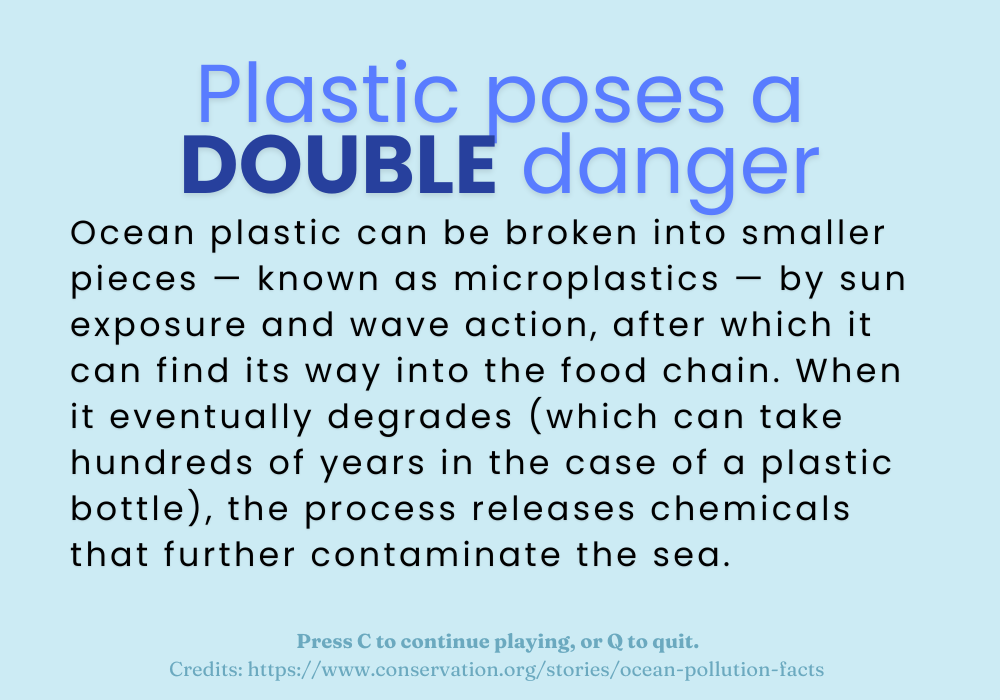 Plastic poses a
DOUBLE danger
Ocean plastic can be broken into smaller
pieces — known as microplastics — by sun
exposure and wave action, after which it
can find its way into the food chain. When
it eventually degrades (which can take
hundreds of years in the case of a plastic
bottle), the process releases chemicals
that further contaminate the sea.
Press C to continue playing, or Q to quit.
Credits: https://www.conservation.org/stories/ocean-pollution-facts